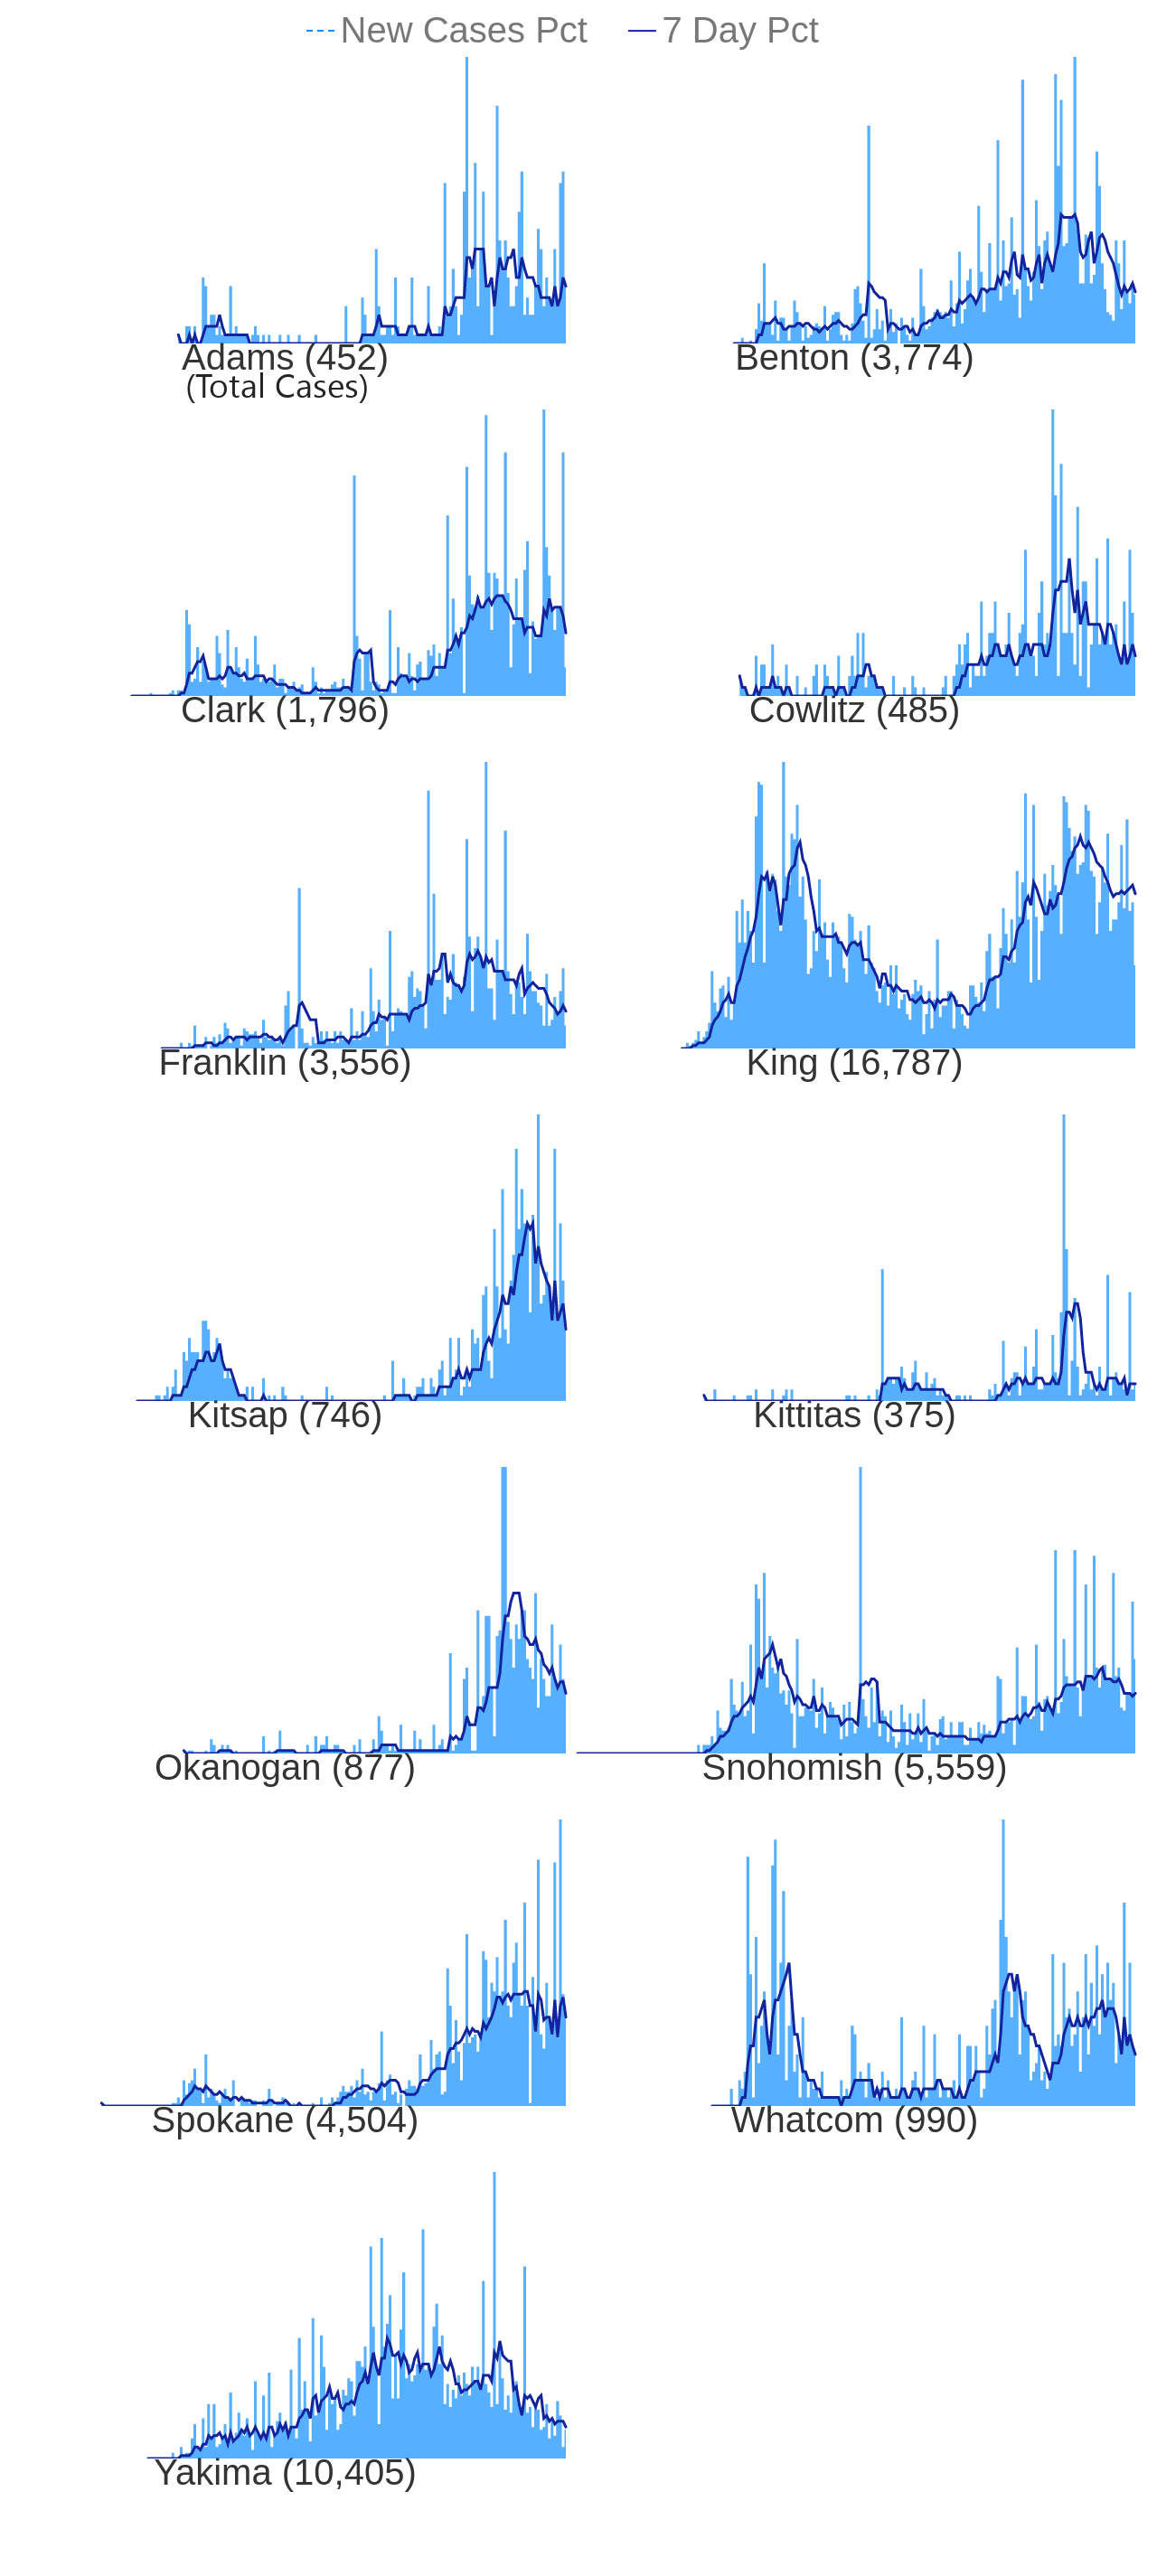 New Cases Pct 7 Day Pct
Adams (452) Benton (3,774)
(Total Cases)
Clark (1,796) Cowlitz (485)
Franklin (3,556) King (16,787)
Kitsap (746) Kittitas (375)
Okanogan (877) Snohomish (5,559)
Spokane (4,504) Whatcom (990)
Yakima (10,405)